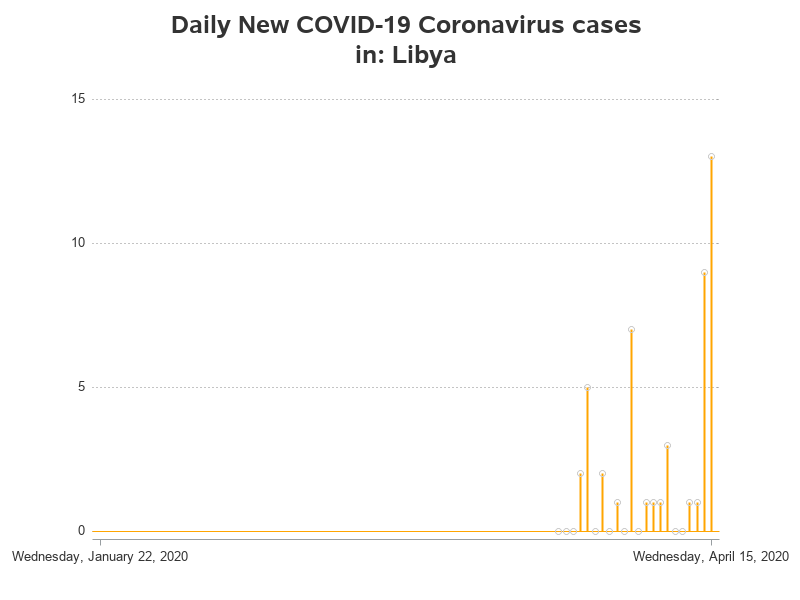 Daily New COVID-19 Coronavirus cases
in: Libya
15
10
5
0
Wednesday, January 22, 2020
Wednesday, April 15, 2020